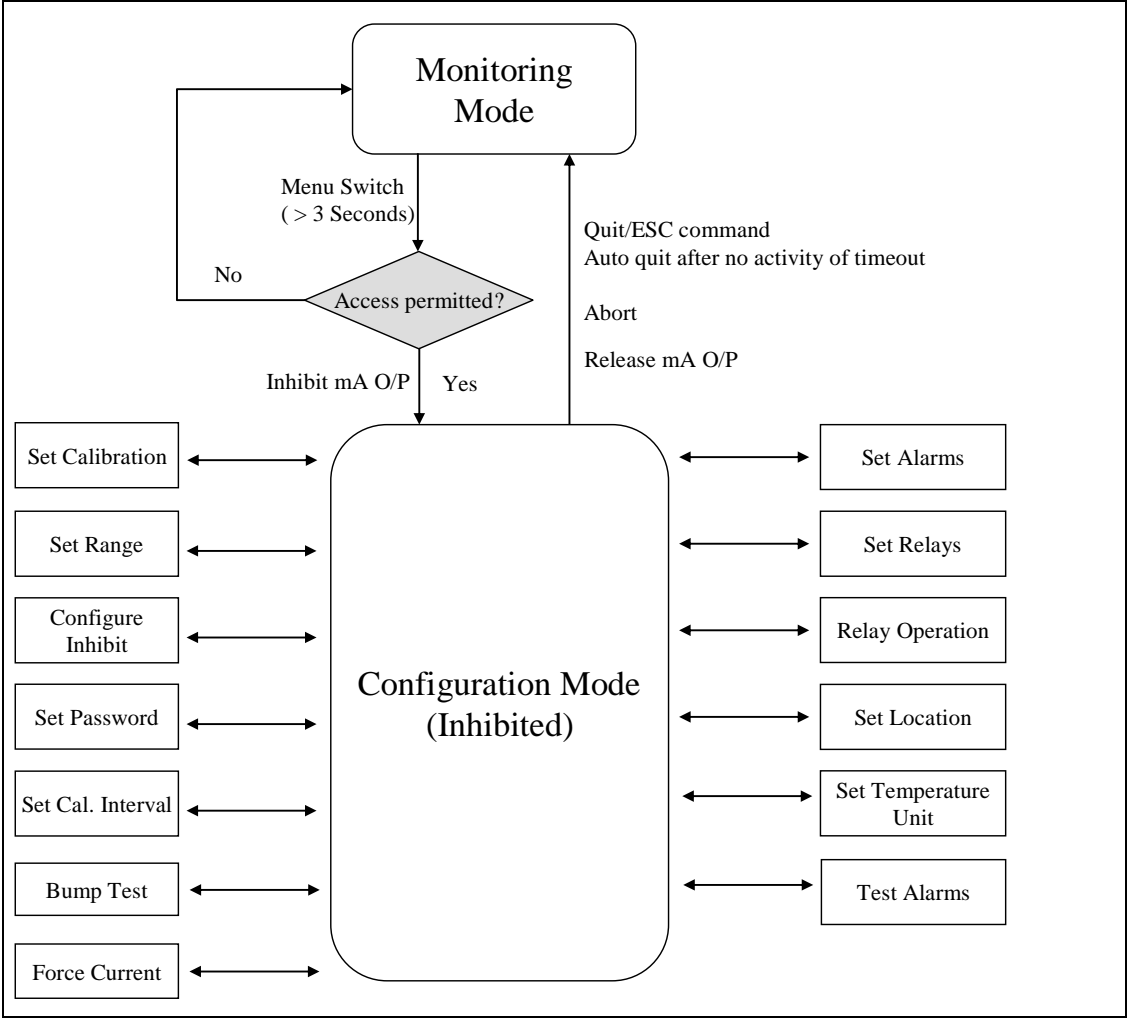 Monitoring
Mode
Menu Switch
( > 3 Seconds)
Quit/ESC command
Auto quit after no activity of timeout
No
Access permitted?
Abort
Release mA O/P
Inhibit mA O/P
Yes
Set Calibration
Set Range
Configure
Inhibit
Set Password
Set Cal. Interval
Bump Test
Force Current
Configuration Mode
(Inhibited)
Set Alarms
Set Relays
Relay Operation
Set Location
Set Temperature
Unit
Test Alarms